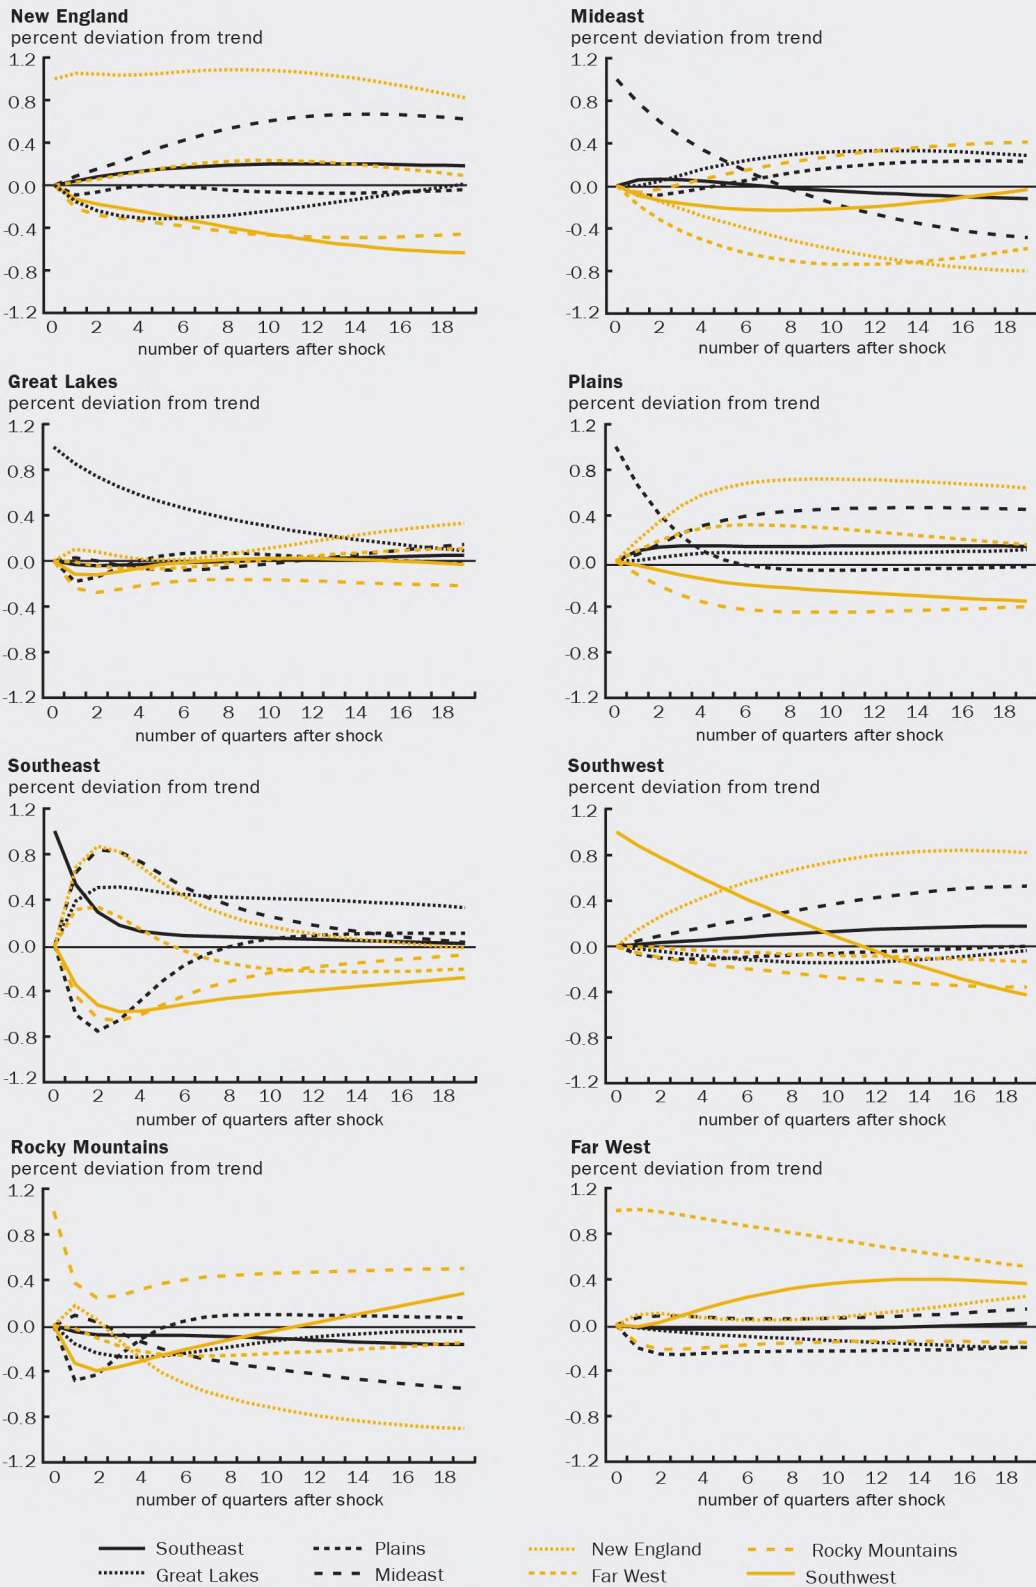 New England
percent deviation from trend
1.2
0.8
0.4
0.0
-0.4
-0.8
-1.2
0 2 4 6 8 10 12 14 16 18
number of quarters after shock
Mideast
percent deviation from trend
1.2
0.8
0.4
0.0
-0.4
-0.8
-1.2
0 2 4 6 8 10 12 14 16 18
number of quarters after shock
Great Lakes
percent deviation from trend
1.2
0.8
0.4
0.0
-0.4
-0.8
-1.2
0 2 4 6 8 10 12 14 16 18
number of quarters after shock
Plains
percent deviation from trend
1.2
0.8
0.4
0.0
-0.4
-0.8
-1.2
0 2 4 6 8 10 12 14 16 18
number of quarters after shock
Southeast
percent deviation from trend
1.2
0.8
0.4
0.0
-0.4
-0.8
-1.2
0 2 4 6 8 10 12 14 16 18
number of quarters after shock
Southwest
percent deviation from trend
1.2
0.8
0.4
0.0
-0.4
-0.8
-1.2
0 2 4 6 8 10 12 14 16 18
number of quarters after shock
Rocky Mountains
percent deviation from trend
1.2
0.8
0.4
0.0
-0.4
-0.8
-1.2
0 2 4 6 8 10 12 14 16 18
number of quarters after shock
Far West
percent deviation from trend
1.2
0.8
0.4
0.0
-0.4
-0.8
-1.2
0 2 4 6 8 10 12 14 16 18
number of quarters after shock
Southeast Plains New England Rocky Mountains
Great Lakes Mideast Far West Southwest